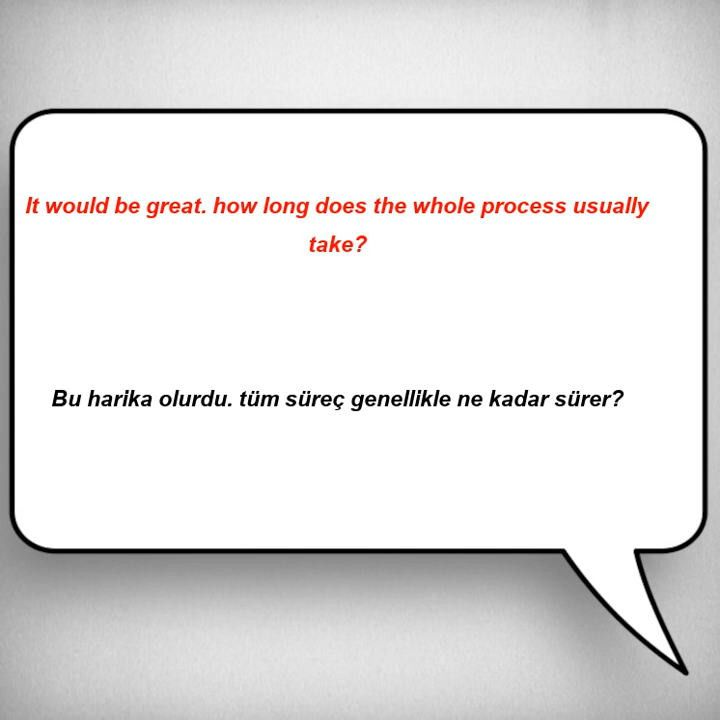 It would be great. how long does the whole process usually
take?
Bu harika olurdu. tüm süreç genellikle ne kadar sürer?